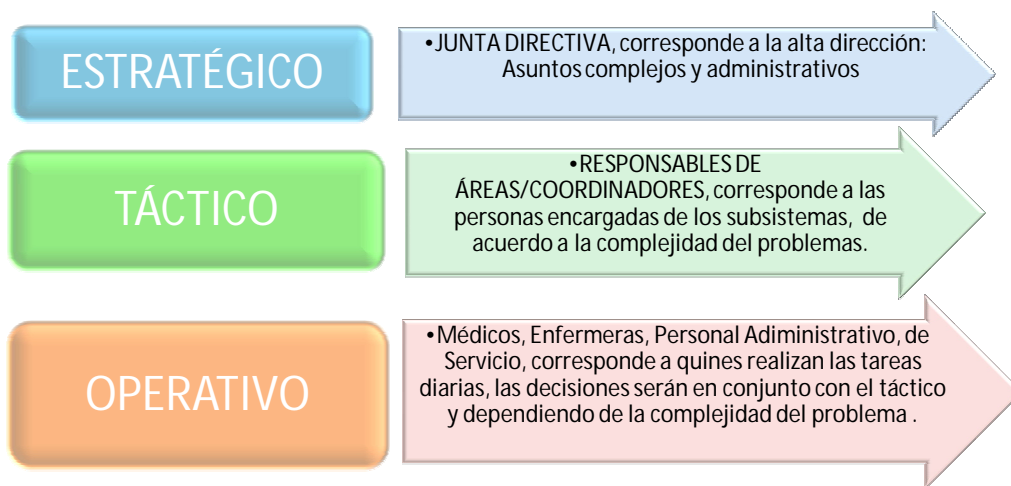 ESTRATÉGICO
•JUNTA DIRECTIVA, corresponde a la alta dirección:
Asuntos complejos y administrativos
TÁCTICO
•RESPONSABLES DE
ÁREAS/COORDINADORES, corresponde a las
personas encargadas de los subsistemas, de
acuerdo a la complejidad del problemas.
OPERATIVO
•Médicos, Enfermeras, Personal Adiministrativo, de
Servicio, corresponde a quines realizan las tareas
diarias, las decisiones serán en conjunto con el táctico
y dependiendo de la complejidad del problema .